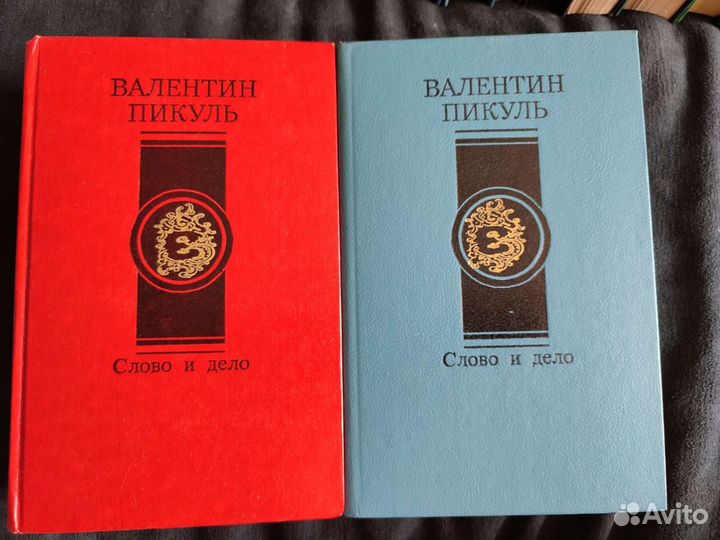 ВАЛЕНТИН
ПИКУЛЬ
Слово и дело
ВАЛЕНТИН
ПИКУЛЬ
Слово и дело
Avito